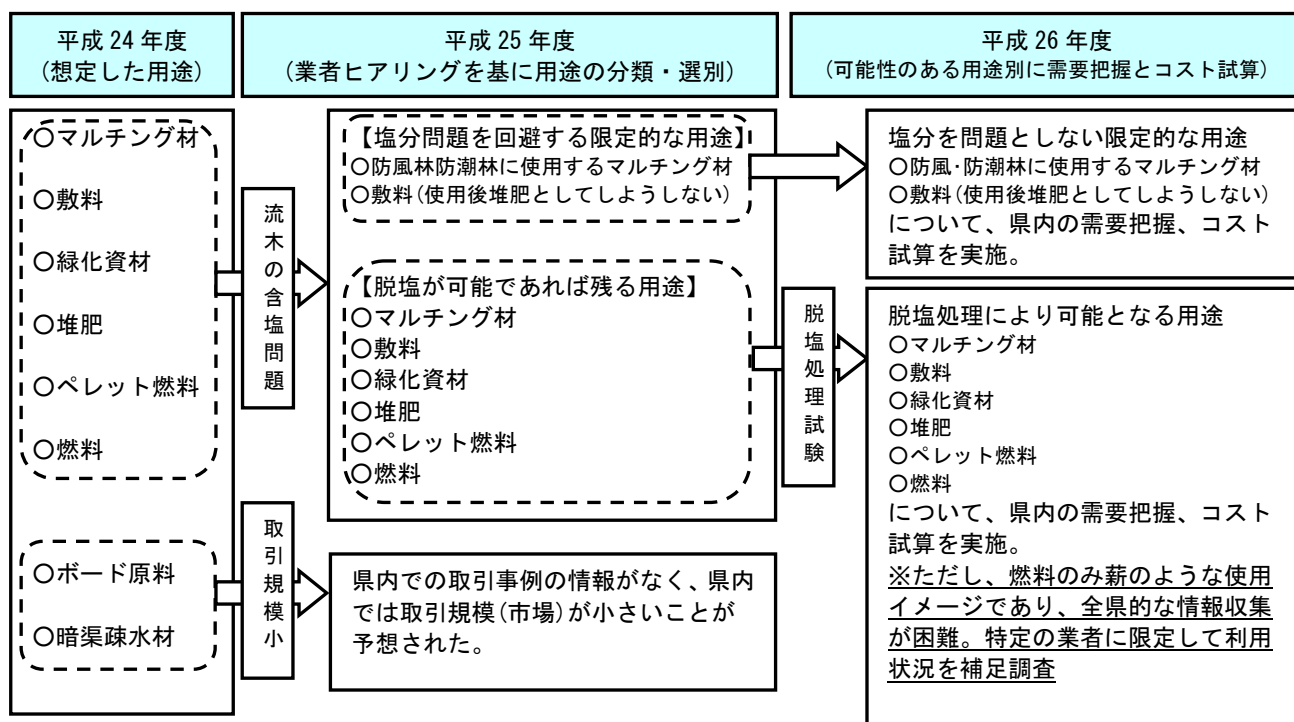 平成 24 年度
(想定した用途)
平成 25 年度
(業者ヒアリングを基に用途の分類・選別)
平成 26 年度
(可能性のある用途別に需要把握とコスト試算)
○マルチング材
○敷料
○緑化資材
○堆肥
○ペレット燃料
○燃料
○ボード原料
○暗渠疎水材
流木の含塩問題
取引規模小
【塩分問題を回避する限定的な用途】
○防風林防潮林に使用するマルチング材
○敷料(使用後堆肥としてしようしない)
【脱塩が可能であれば残る用途】
○マルチング材
○敷料
○緑化資材
○堆肥
○ペレット燃料
○燃料
県内での取引事例の情報がなく、県内
では取引規模(市場)が小さいことが
予想された。
脱塩処理試験
塩分を問題としない限定的な用途
○防風・防潮林に使用するマルチング材
○敷料(使用後堆肥としてしようしない)
について、県内の需要把握、コスト
試算を実施。
脱塩処理により可能となる用途
○マルチング材
○敷料
○緑化資材
○堆肥
○ペレット燃料
○燃料
について、県内の需要把握、コスト
試算を実施。
※ただし、燃料のみ薪のような使用
イメージであり、全県的な情報収集
が困難。特定の業者に限定して利用
状況を補足調査